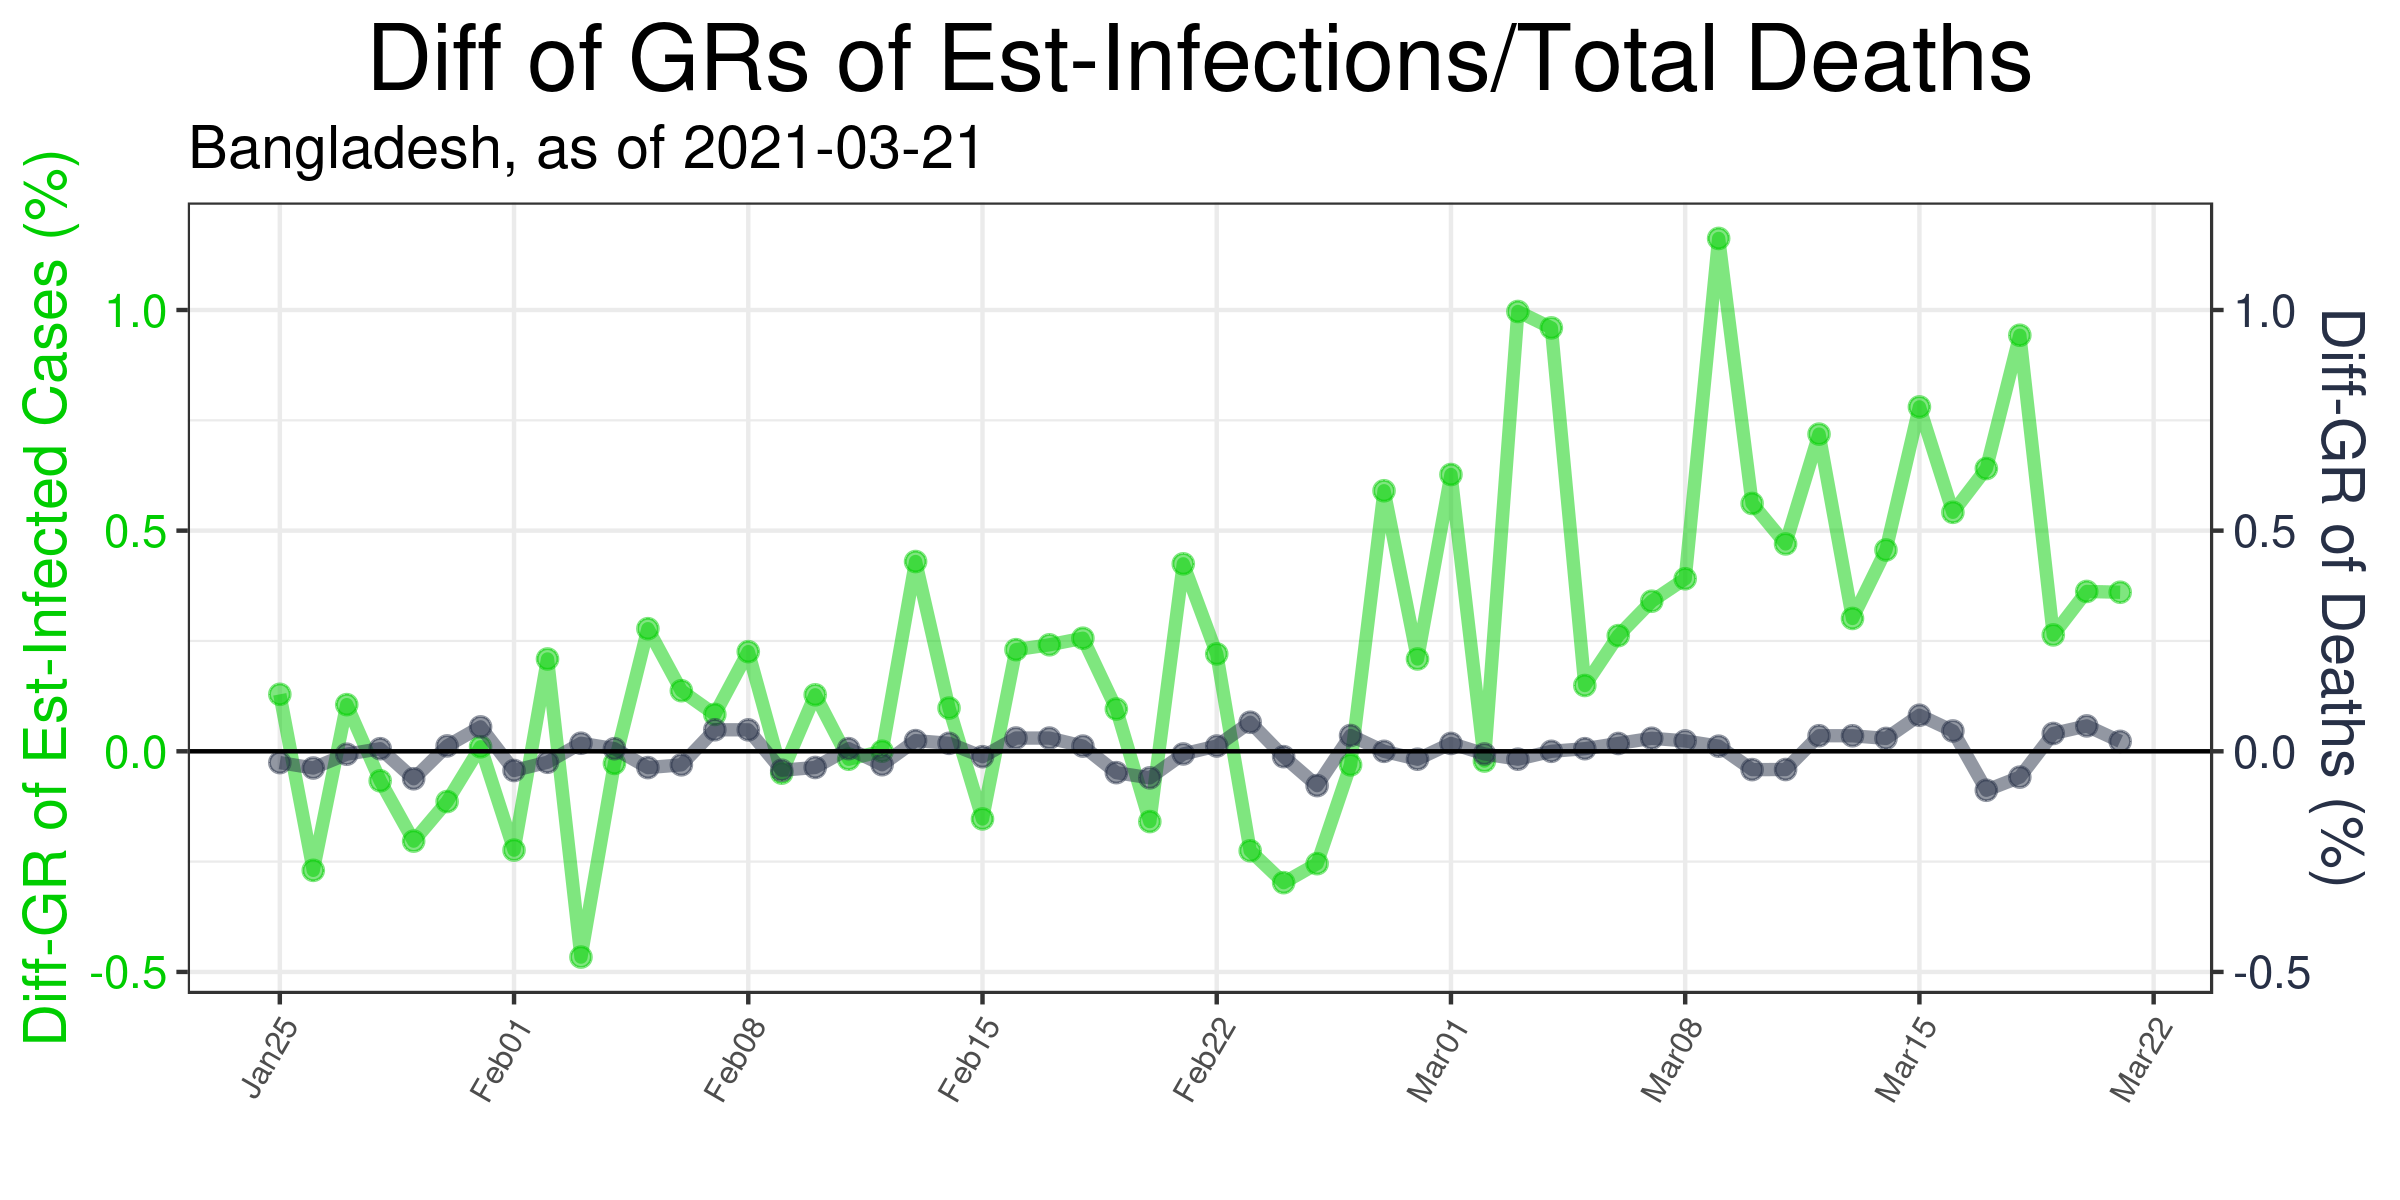 Diff of GRs of Est-Infections/Total Deaths
Bangladesh, as of 2021-03-21
Diff-GR of Est-Infected Cases (%)
1.0
0.5
0.0
-0.5
1.0
0.5
0.0
-0.5
Diff-GR of Deaths (%)
Jan25
Feb01
Feb08
Feb15
Feb22
Mar01
Mar08
Mar15
Mar22